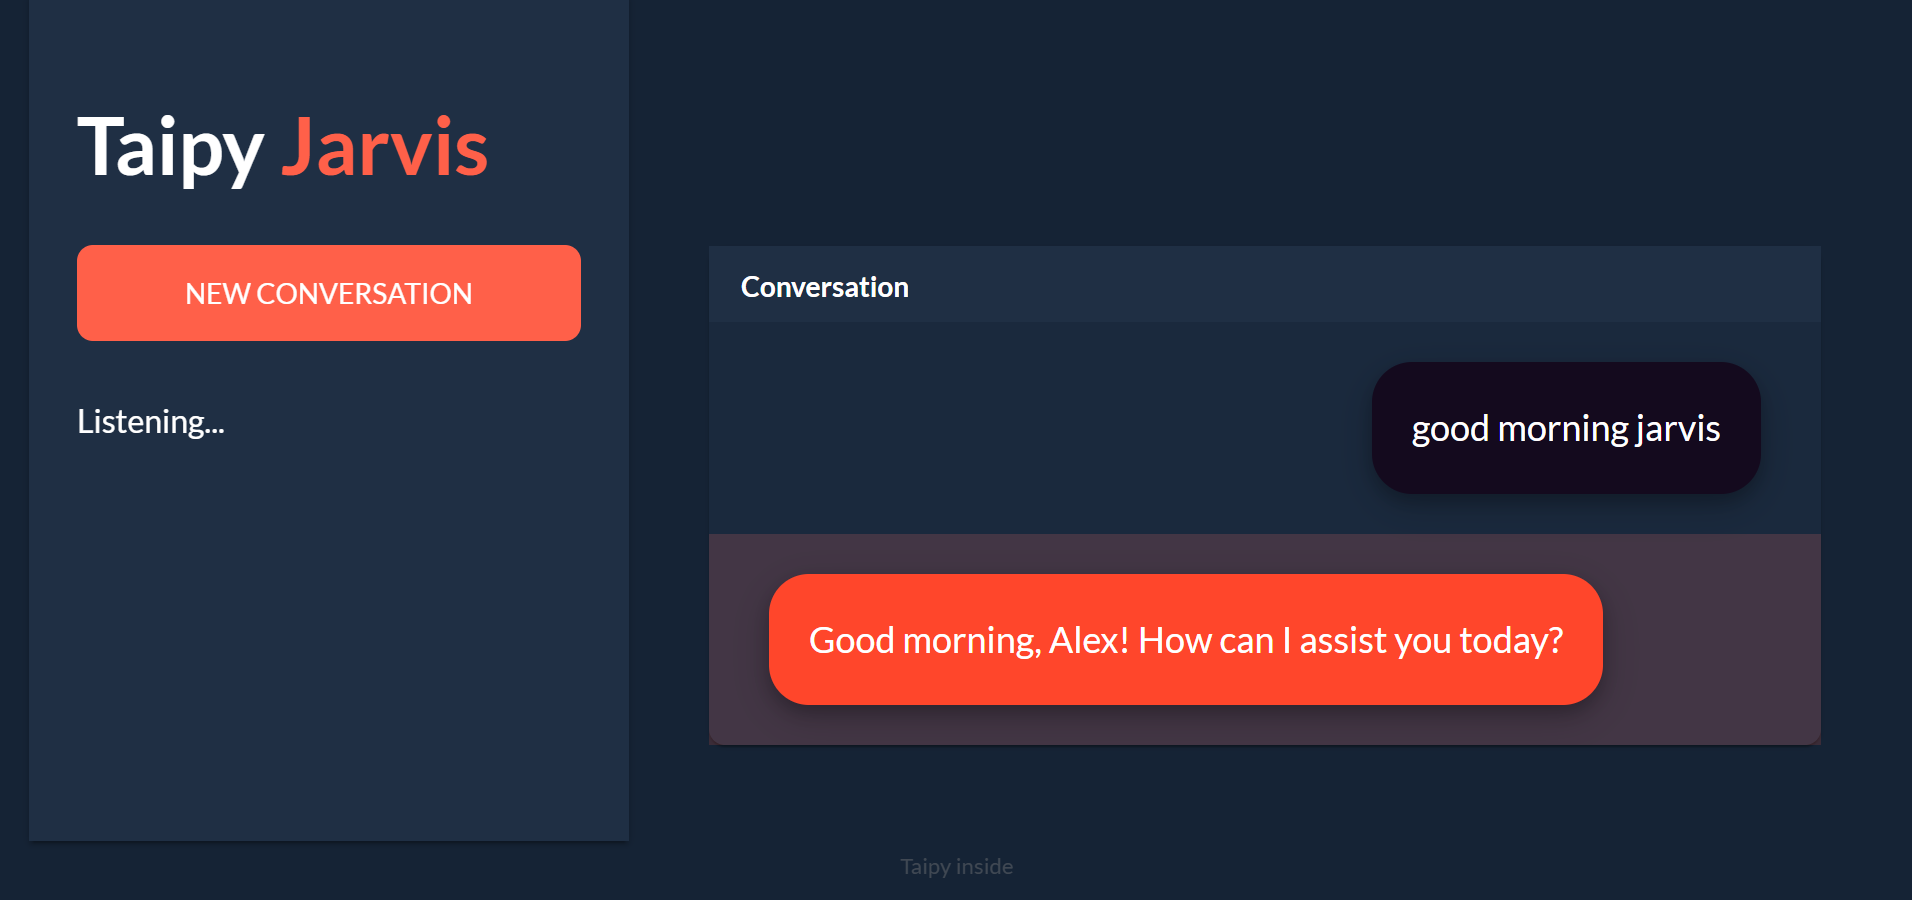 Taipy Jarvis
NEW CONVERSATION
Listening...
Conversation
good morning jarvis
Good morning, Alex! How can I assist you today?
Taipy inside